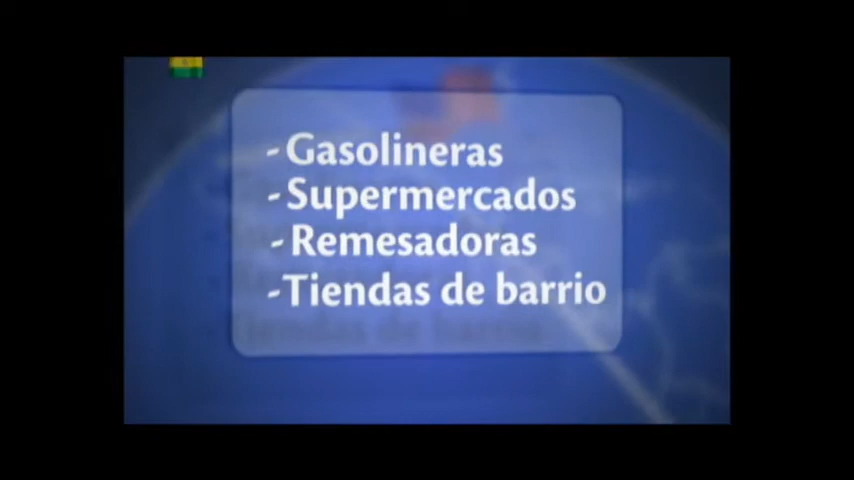 - Gasolineras
- Supermercados
- Remesadoras
- Tiendas de barrio